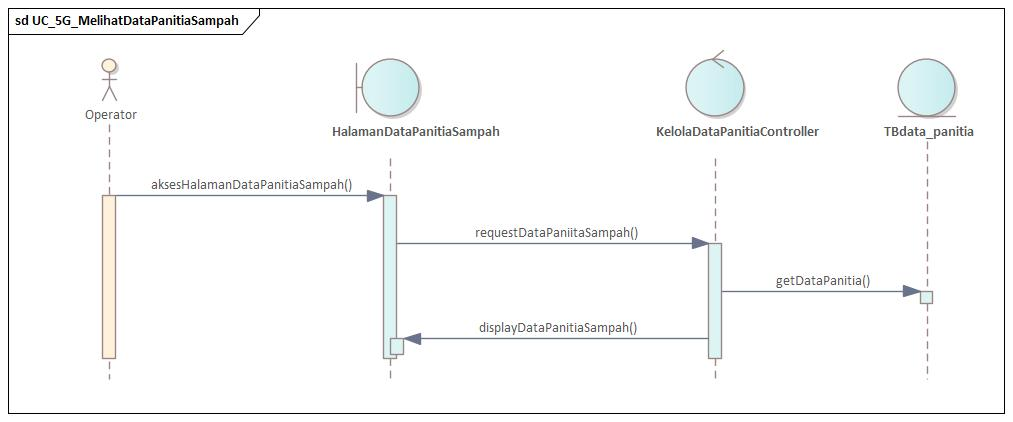 sd UC_5G_MelihatDataPanitiaSampah
Operator
HalamanDataPanitiaSampah
KelolaDataPanitiaController
TBdata_panitia
aksesHalamanDataPanitiaSampah()
requestDataPaniitaSampah()
getDataPanitia()
displayDataPanitiaSampah()